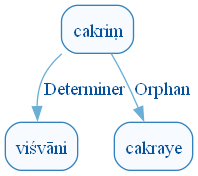 cakriṃ
Determiner Orphan
viśvāni cakraye